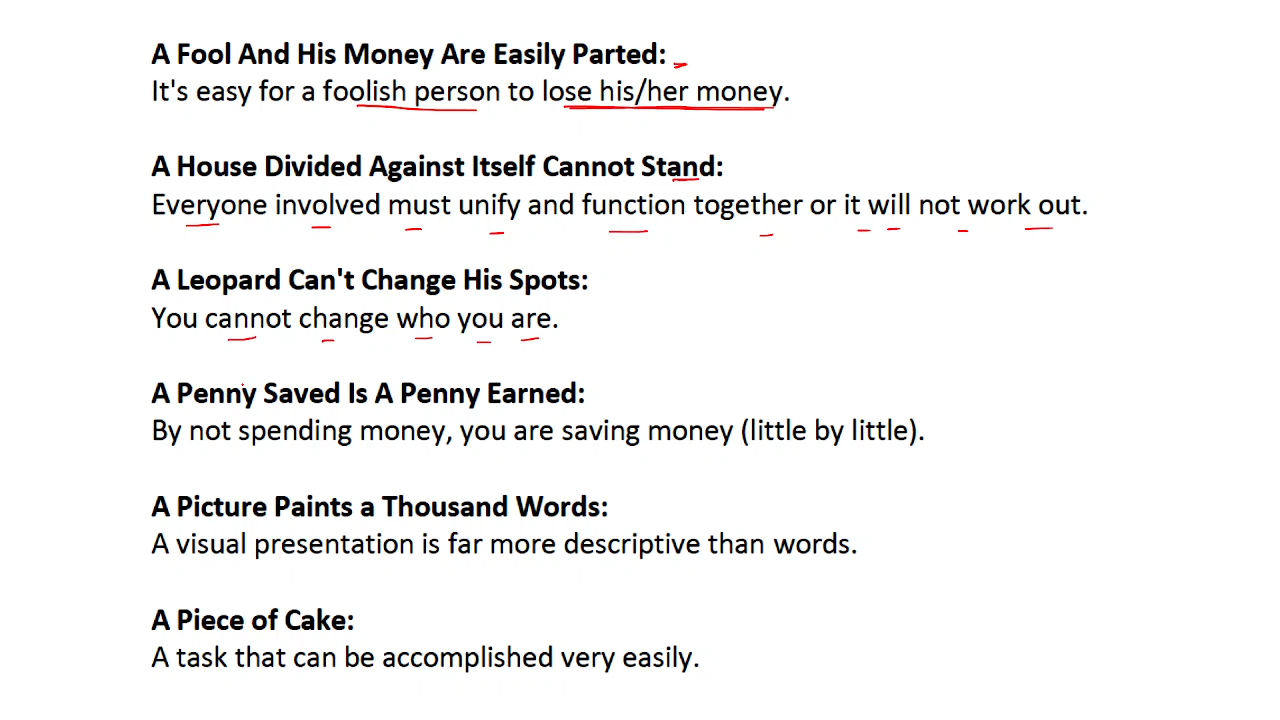 A Fool And His Money Are Easily Parted:
It's easy for a foolish person to lose his/her money.
A House Divided Against Itself Cannot Stand:
Everyone involved must unify and function together or it will not work out.
A Leopard Can't Change His Spots:
You cannot change who you are.
A Penny Saved Is A Penny Earned:
By not spending money, you are saving money (little by little).
A Picture Paints a Thousand Words:
A visual presentation is far more descriptive than words.
A Piece of Cake:
A task that can be accomplished very easily.